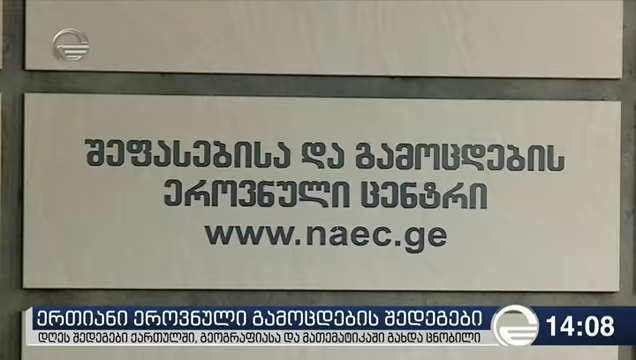 შეფასებისა და გამოცდების
ეროვნული ცენტრი
www.naec.ge
ერთიანი ეროვნული გამოცდების შედეგები
დღეს შედეგები ქართულში, გეოგრაფიასა და მათემატიკაში გახდა ცნობილი
14:08